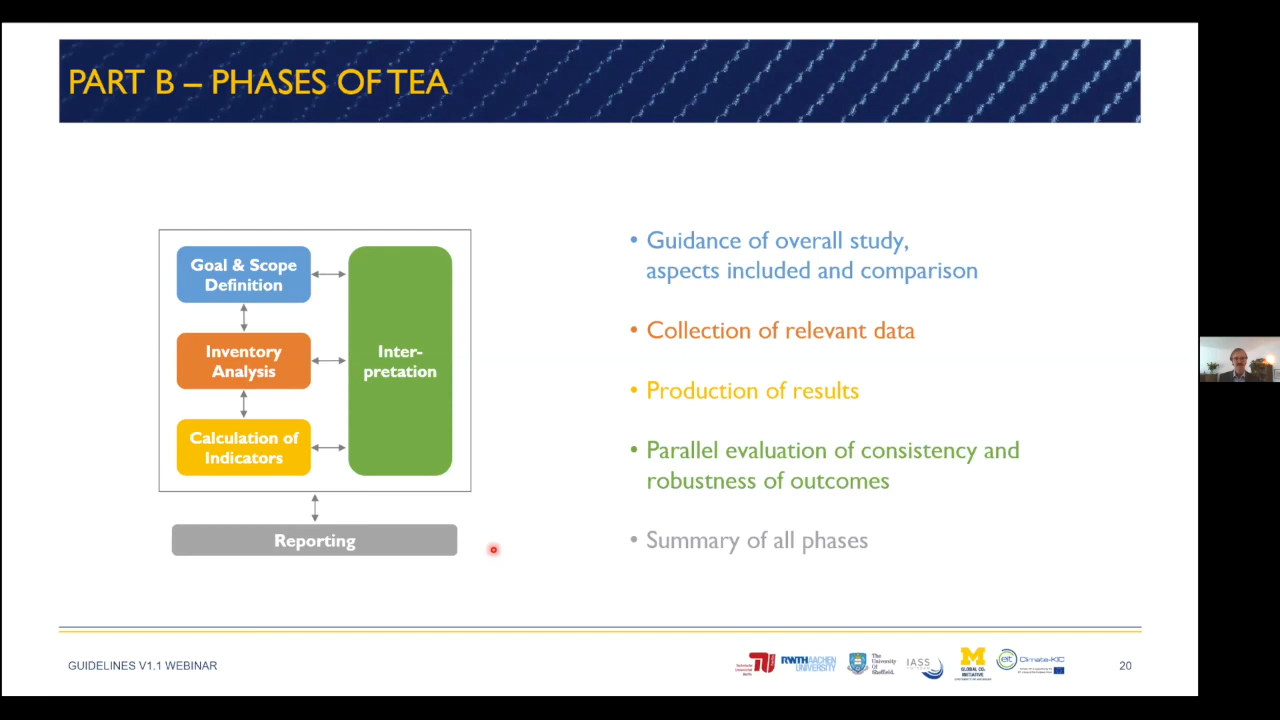 PART B – PHASES OF TEA
Goal & Scope
Definition
Inventory
Analysis
Calculation of
Indicators
Inter-
pretation
Reporting
• Guidance of overall study,
aspects included and comparison
• Collection of relevant data
• Production of results
• Parallel evaluation of consistency and
robustness of outcomes
• Summary of all phases
GUIDELINES V1.1 WEBINAR
RWTH AACHEN
UNIVERSITY
The
University
Of
Sheffield.
IASS
M
GLOBAL CO₂
INITIATIVE
eit
Climate-KIC
20